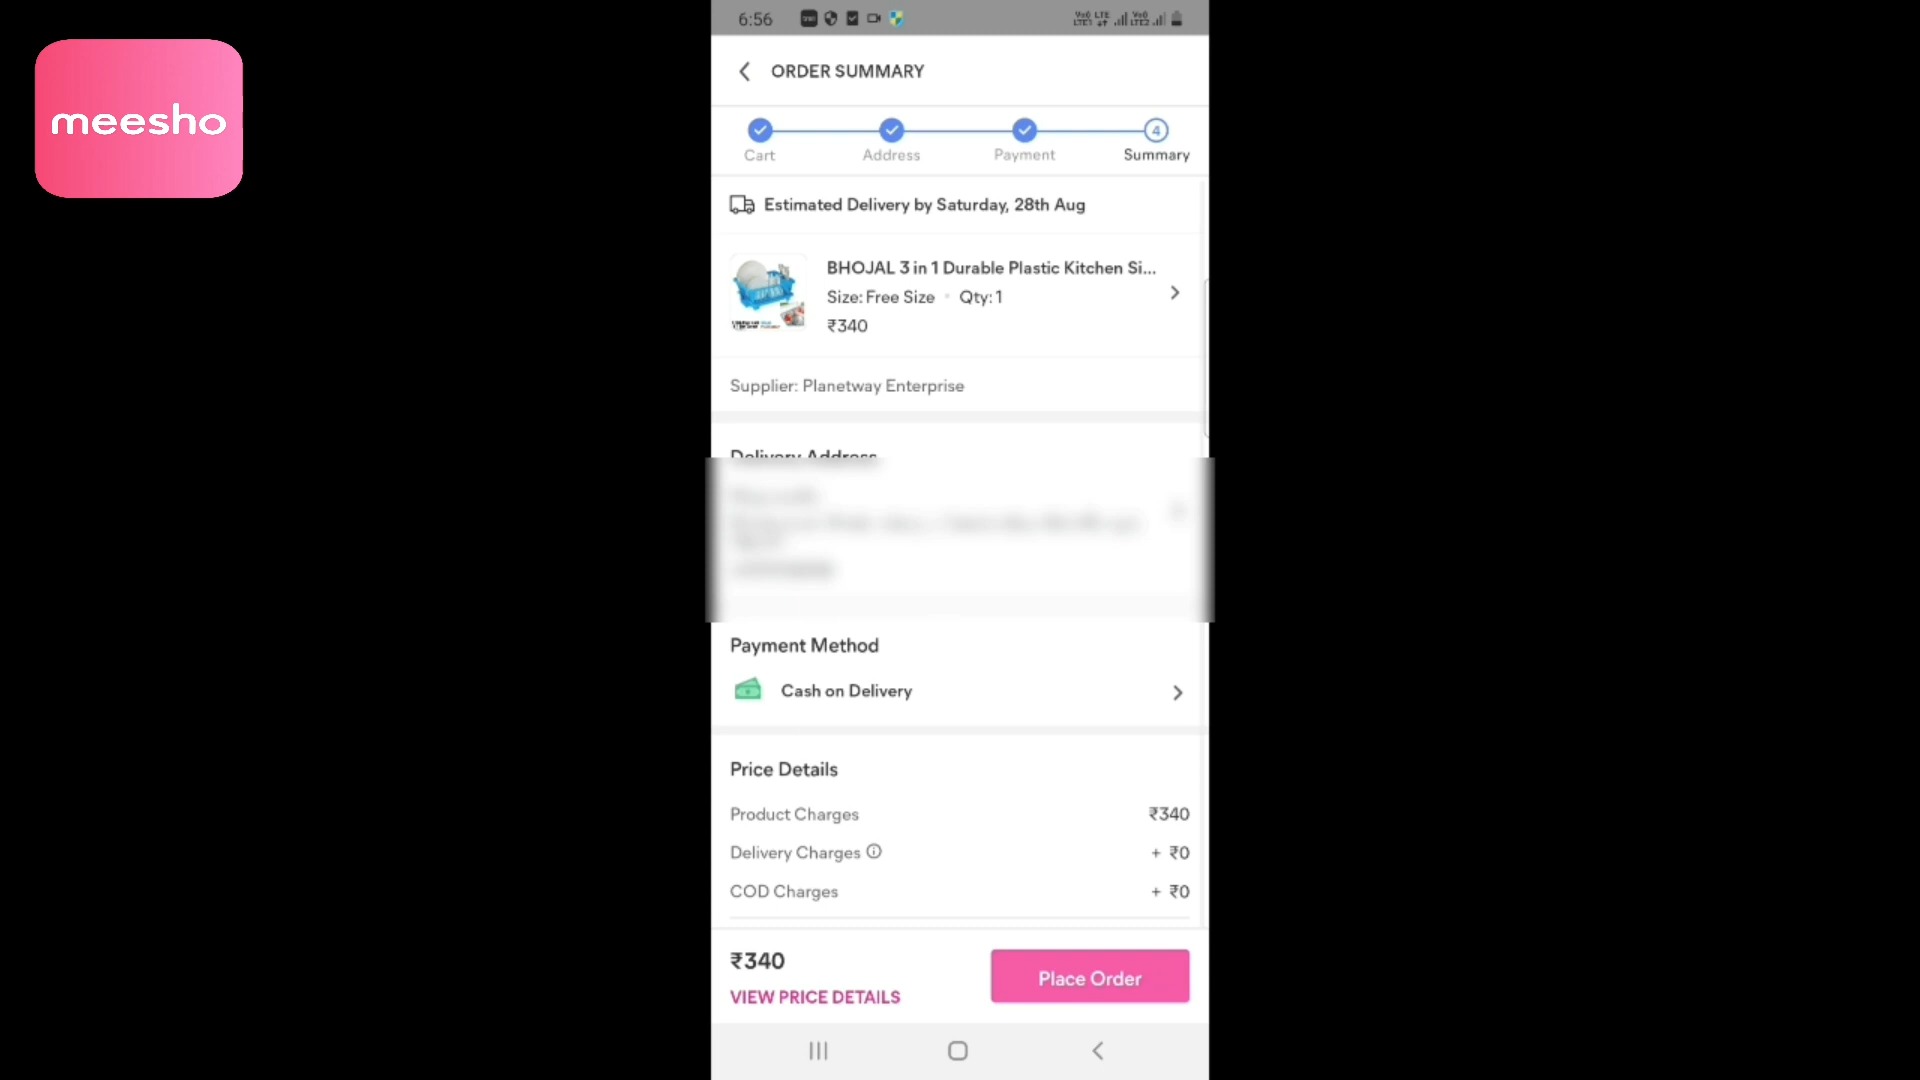 meesho
6:56
ORDER SUMMARY
4
Cart
Address
Payment
Summary
Estimated Delivery by Saturday, 28th Aug
BHOJAL 3 in 1 Durable Plastic Kitchen Si...
Size: Free Size • Qty: 1
₹340
Supplier: Planetway Enterprise
Delivery Address
Payment Method
Cash on Delivery
Price Details
Product Charges ₹340
Delivery Charges + ₹0
COD Charges + ₹0
₹340
VIEW PRICE DETAILS
Place Order